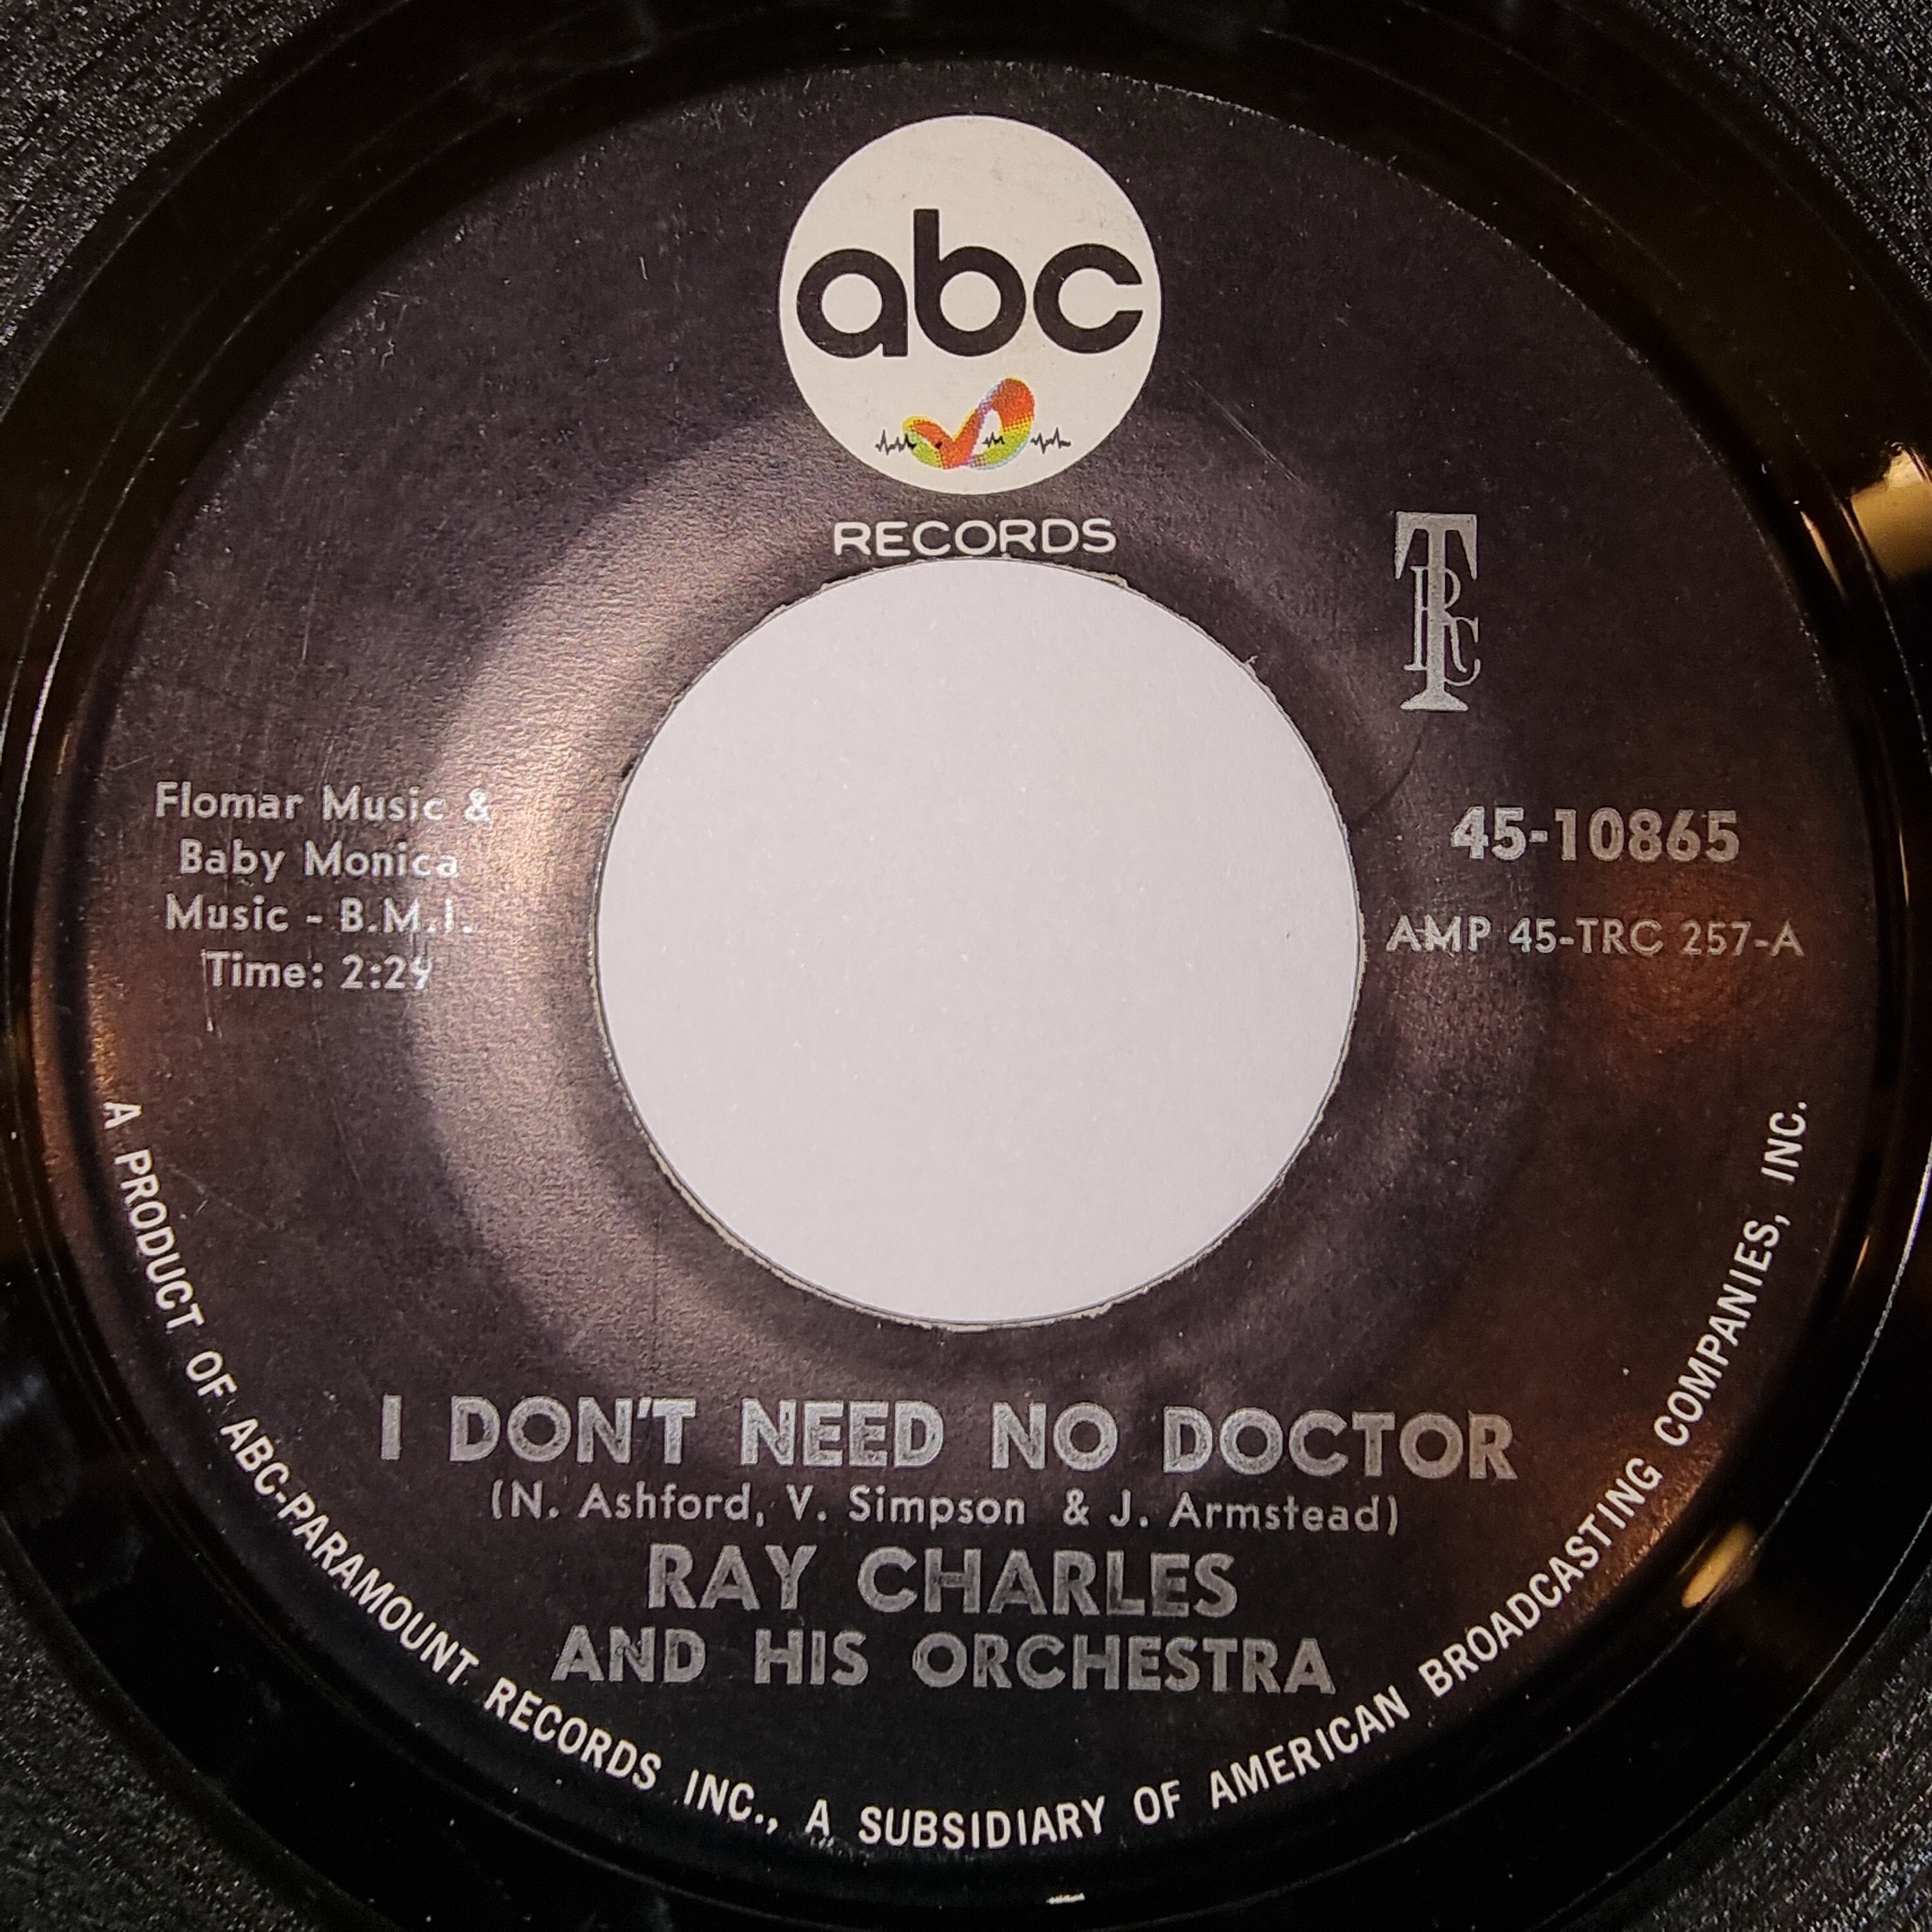 abc
RECORDS
TRC
Flomar Music &
Baby Monica
Music - B.M.I.
Time: 2:29
45-10865
AMP 45-TRC 257-A
I DON'T NEED NO DOCTOR
(N. Ashford, V. Simpson & J. Armstead)
RAY CHARLES
AND HIS ORCHESTRA
A PRODUCT OF ABC-PARAMOUNT RECORDS INC., A SUBSIDIARY OF AMERICAN BROADCASTING COMPANIES, INC.